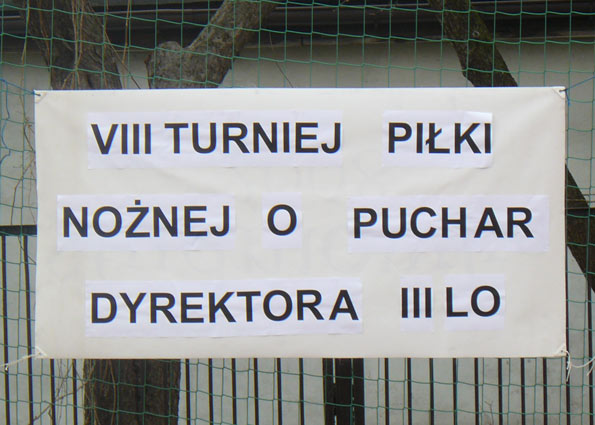 VIII TURNIEJ PIŁKI
NOŻNEJ O PUCHAR
DYREKTORA III LO